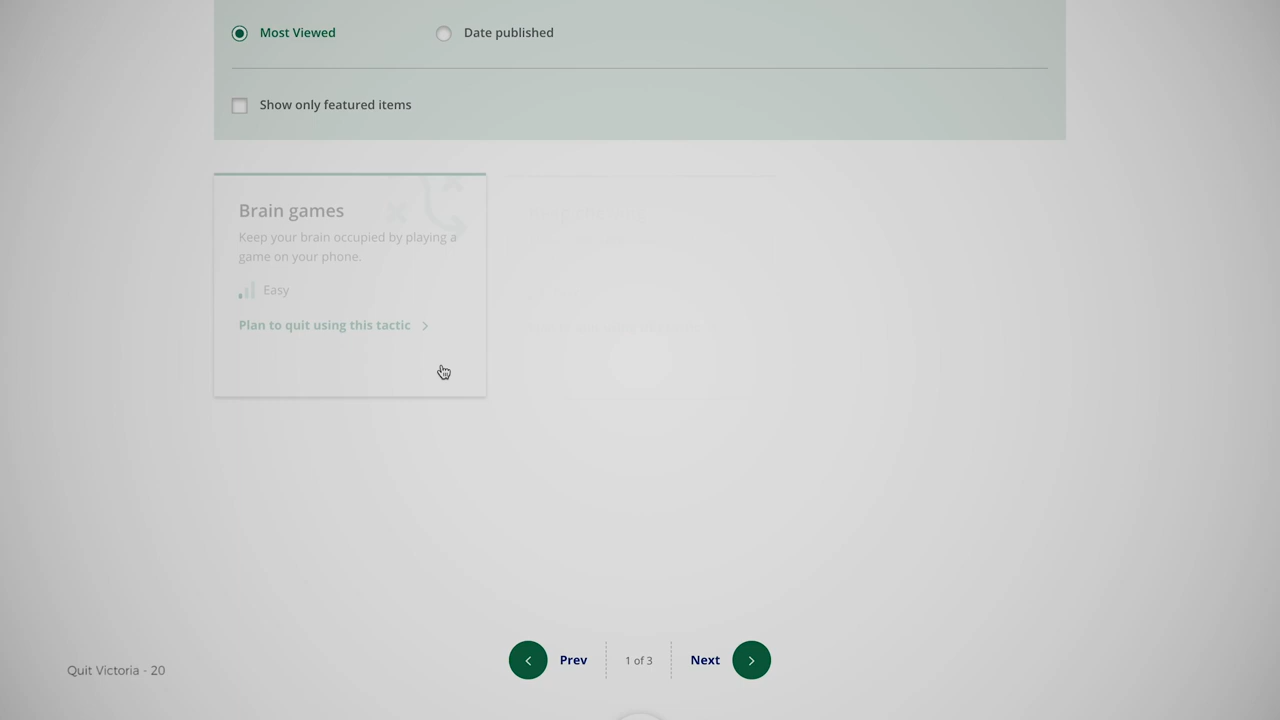 Most Viewed
Date published
Show only featured items
Brain games
Keep your brain occupied by playing a
game on your phone.
Easy
Plan to quit using this tactic
Prev
1 of 3
Next
Quit Victoria - 20